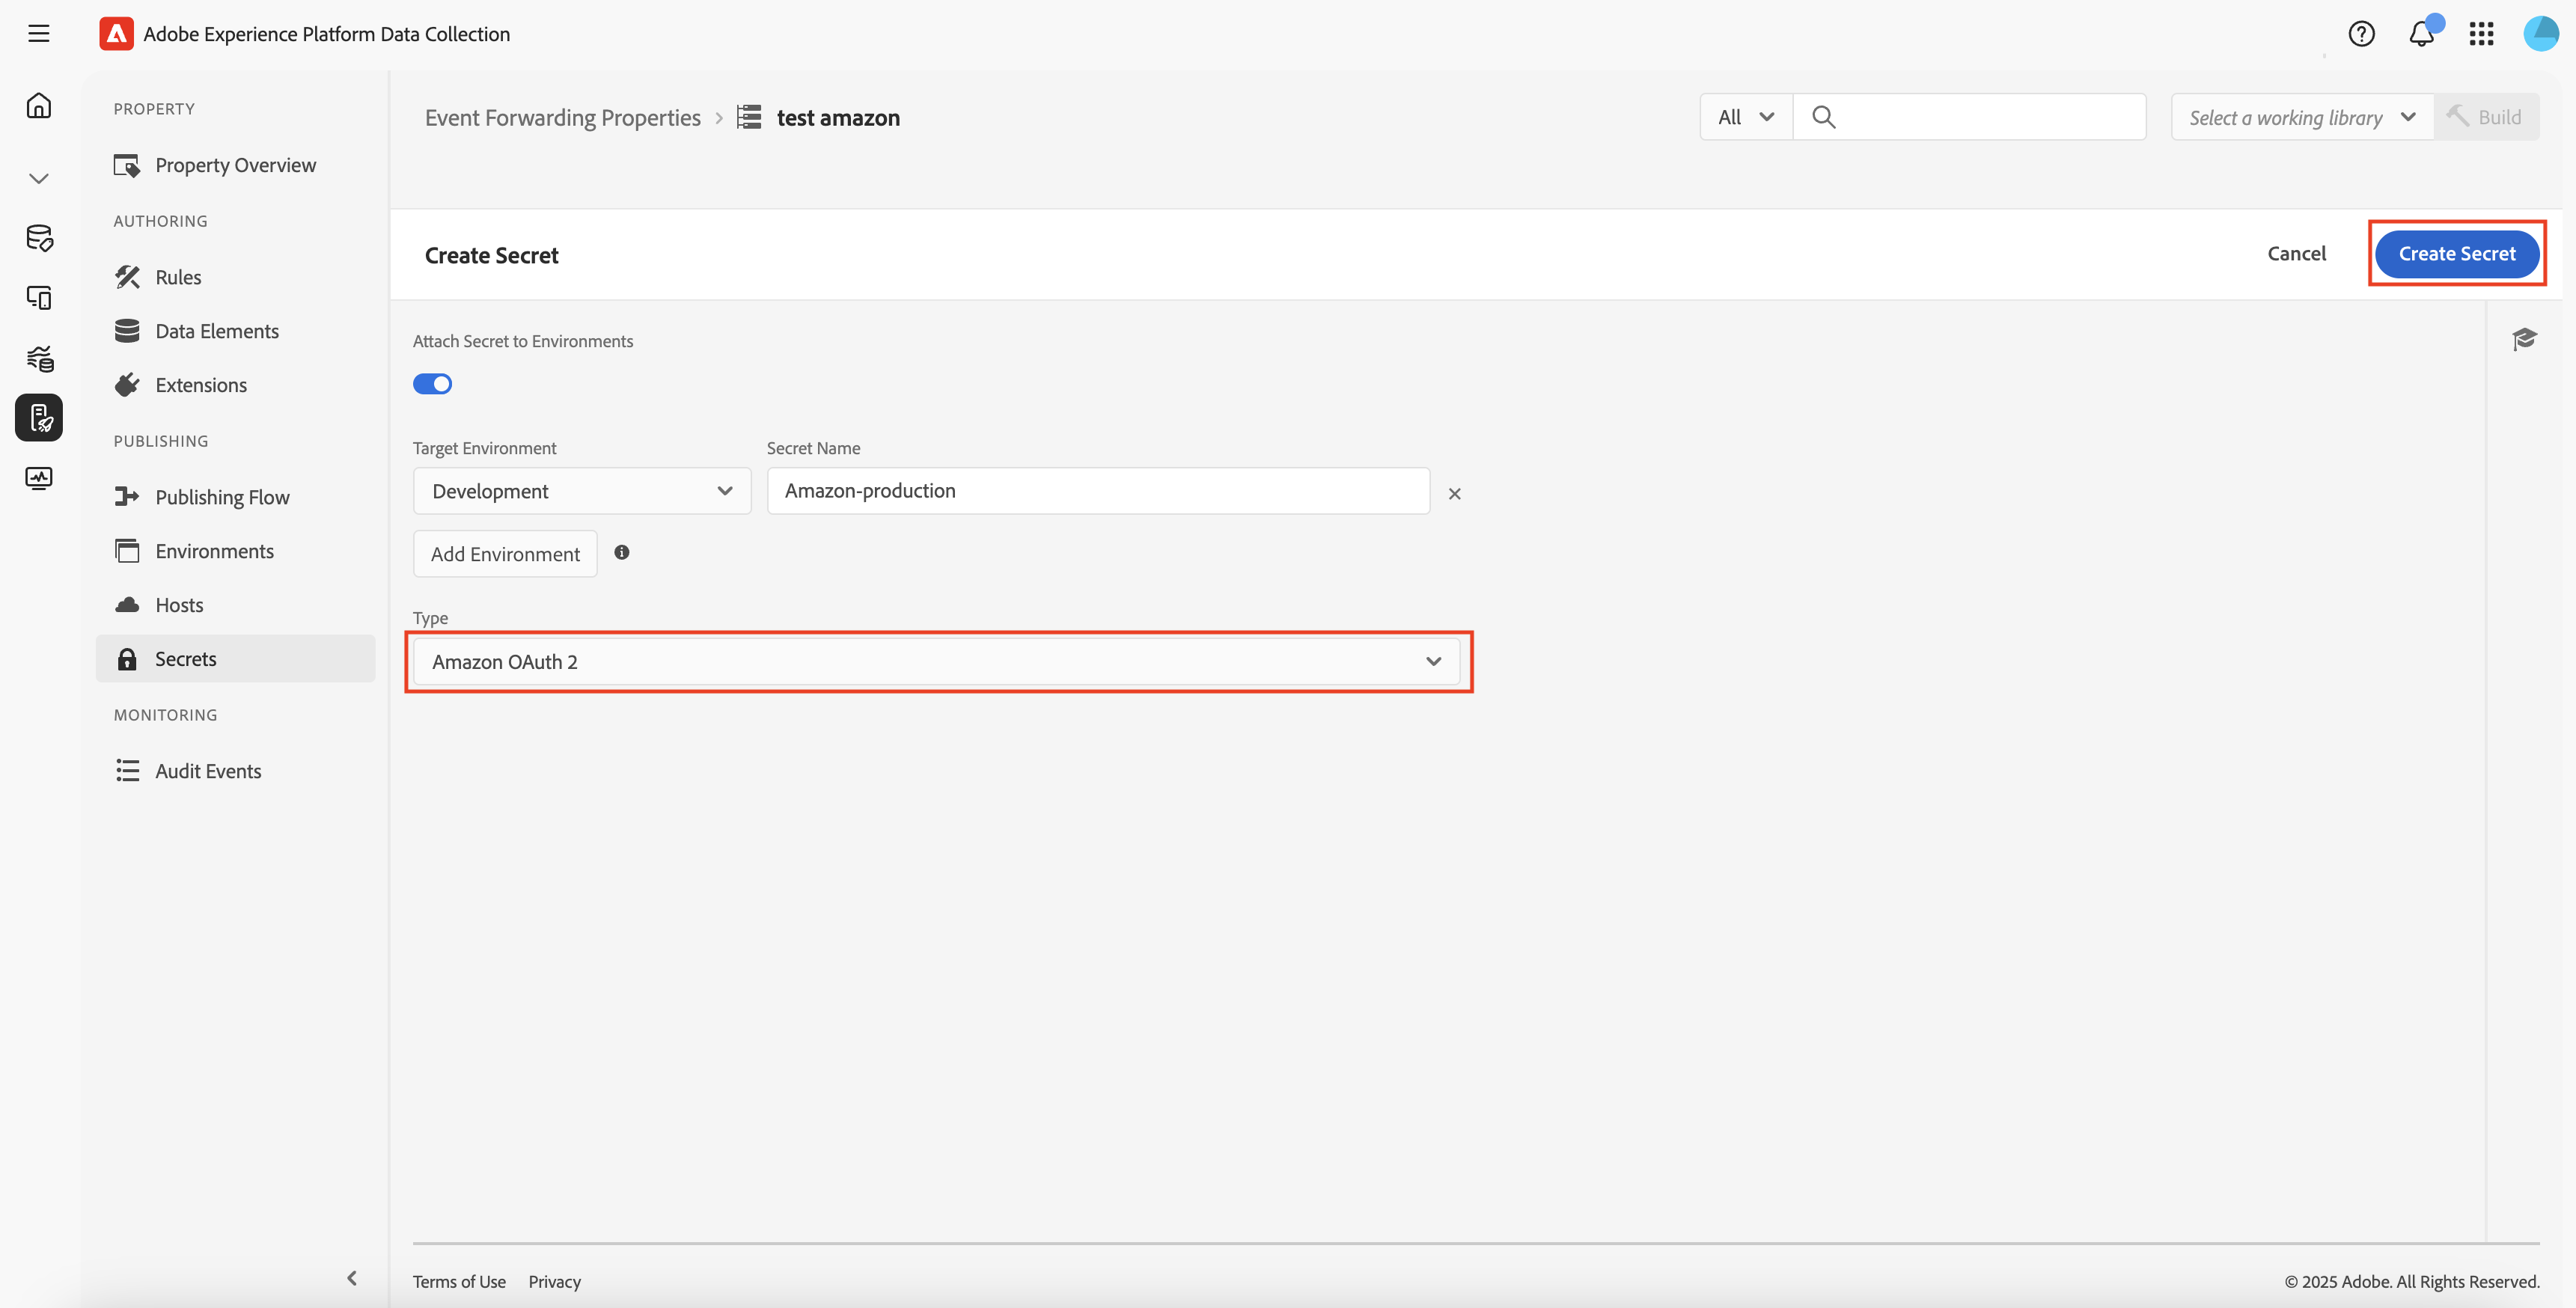 Adobe Experience Platform Data Collection
PROPERTY
Property Overview
AUTHORING
Rules
Data Elements
Extensions
PUBLISHING
Publishing Flow
Environments
Hosts
Secrets
MONITORING
Audit Events
Event Forwarding Properties > test amazon
All
Select a working library
Build
Create Secret
Cancel
Create Secret
Attach Secret to Environments
Target Environment
Secret Name
Development
Amazon-production
Add Environment
Type
Amazon OAuth 2
Terms of Use
Privacy
© 2025 Adobe. All Rights Reserved.